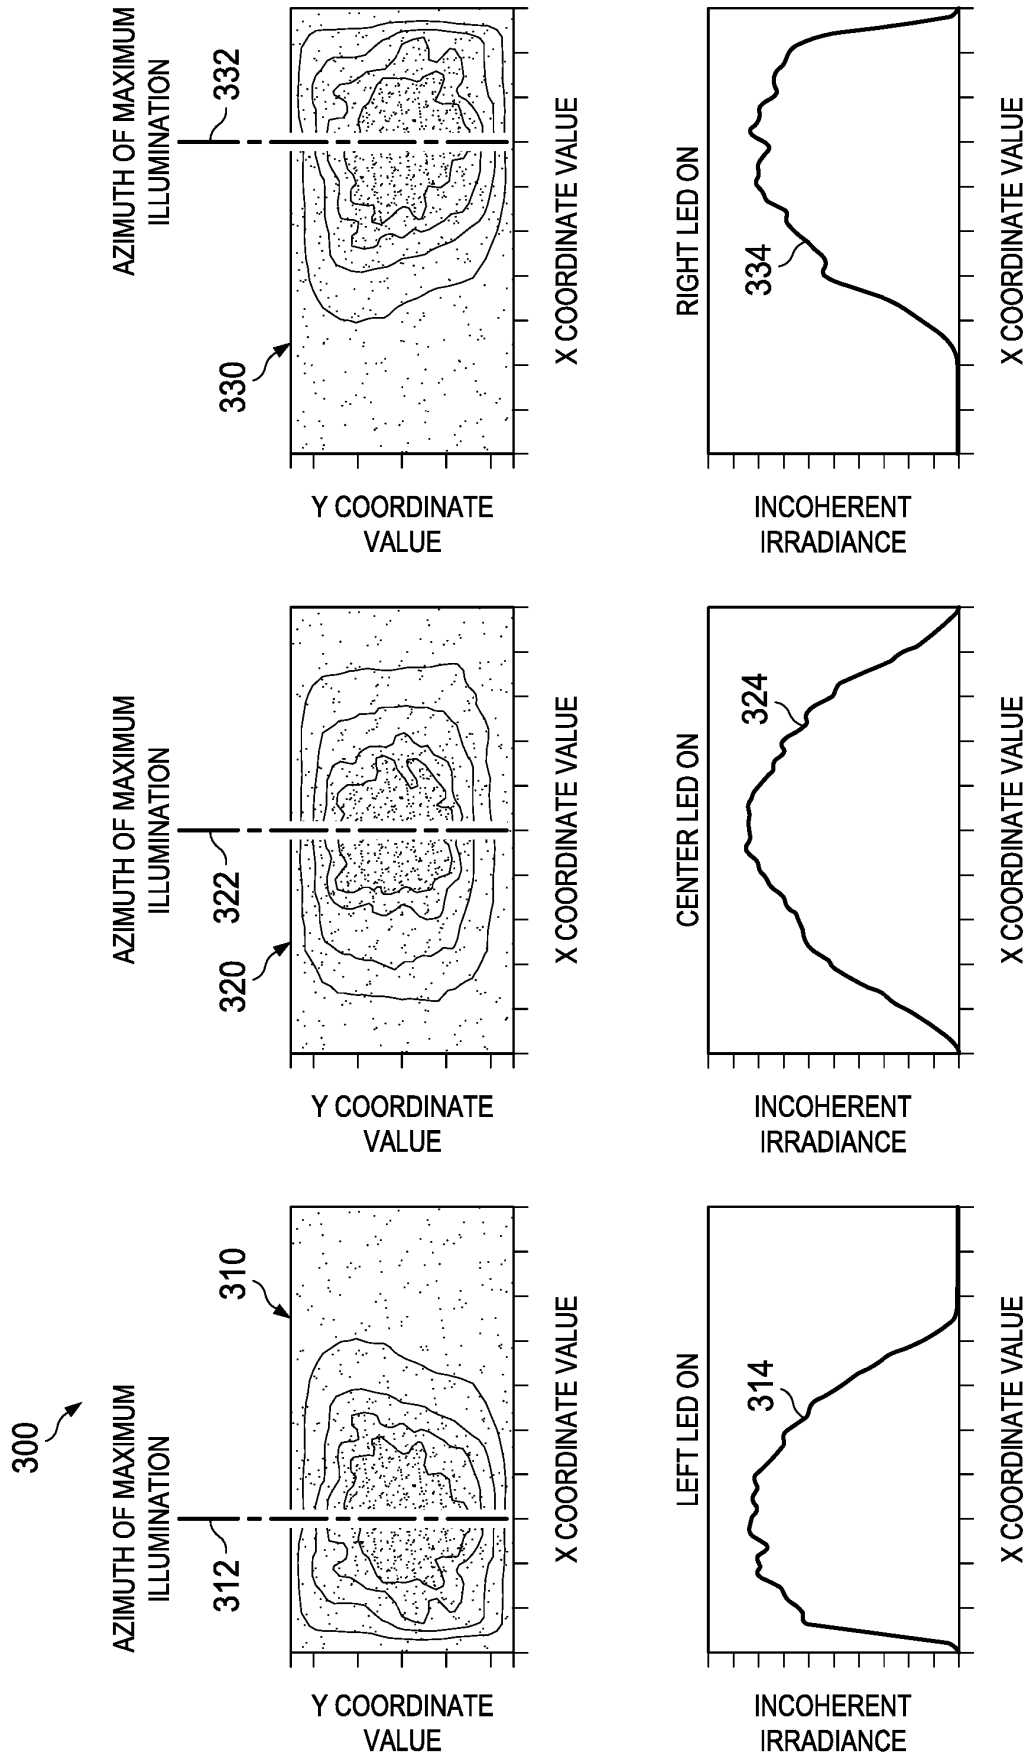 300
AZIMUTH OF MAXIMUM
ILLUMINATION
312
310
Y COORDINATE
VALUE
X COORDINATE VALUE
AZIMUTH OF MAXIMUM
ILLUMINATION
320
322
Y COORDINATE
VALUE
X COORDINATE VALUE
AZIMUTH OF MAXIMUM
ILLUMINATION
330
332
Y COORDINATE
VALUE
X COORDINATE VALUE
LEFT LED ON
314
INCOHERENT
IRRADIANCE
X COORDINATE VALUE
CENTER LED ON
324
INCOHERENT
IRRADIANCE
X COORDINATE VALUE
RIGHT LED ON
334
INCOHERENT
IRRADIANCE
X COORDINATE VALUE